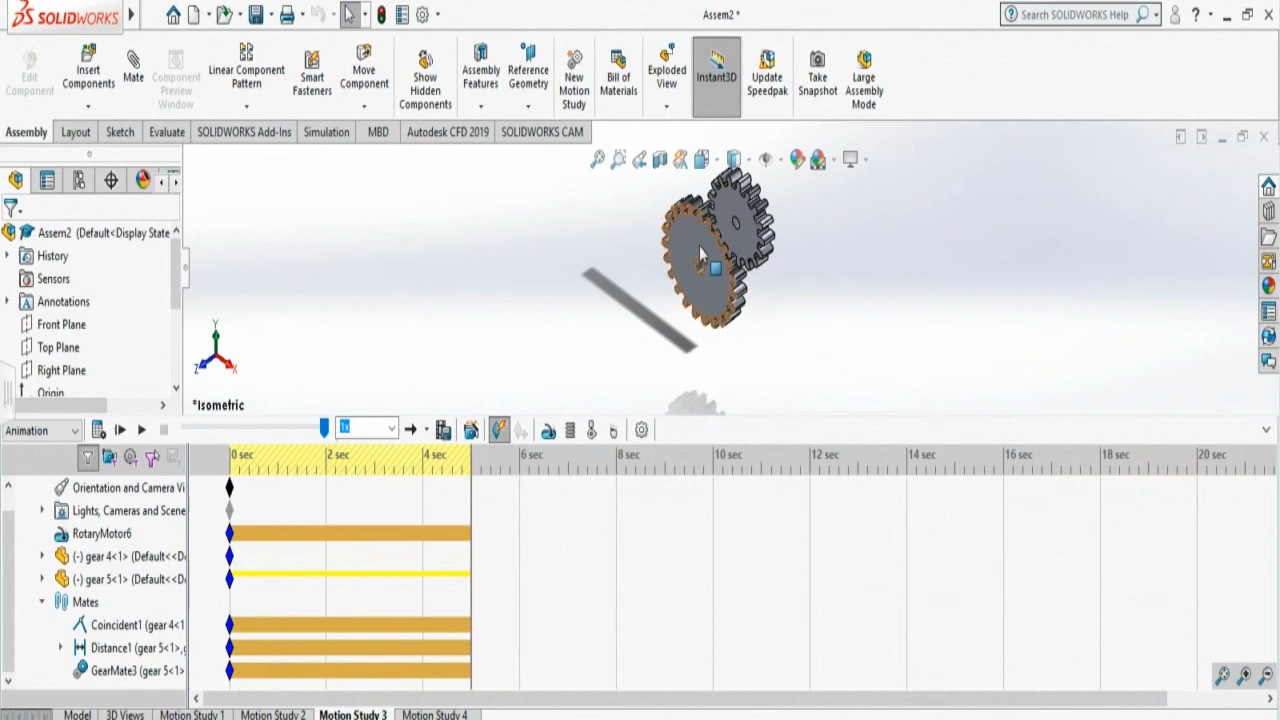 SOLIDWORKS
Assem2 *
Search SOLIDWORKS Help
Edit Component
Insert Components
Mate
Component Preview Window
Linear Component Pattern
Smart Fasteners
Move Component
Show Hidden Components
Assembly Features
Reference Geometry
New Motion Study
Bill of Materials
Exploded View
Instant3D
Update Speedpak
Take Snapshot
Large Assembly Mode
Assembly Layout Sketch Evaluate SOLIDWORKS Add-Ins Simulation MBD Autodesk CFD 2019 SOLIDWORKS CAM
Assem2 (Default<Display State
History
Sensors
Annotations
Front Plane
Top Plane
Right Plane
Origin
Y
Z X
*Isometric
Animation
1x
0 sec 2 sec 4 sec 6 sec 8 sec 10 sec 12 sec 14 sec 16 sec 18 sec 20 sec
Orientation and Camera Vi
Lights, Cameras and Scene
RotaryMotor6
(-) gear 4<1> (Default<<D
(-) gear 5<1> (Default<<D
Mates
Coincident1 (gear 4<1
Distance1 (gear 5<1>,g
GearMate3 (gear 5<1>
Model 3D Views Motion Study 1 Motion Study 2 Motion Study 3 Motion Study 4